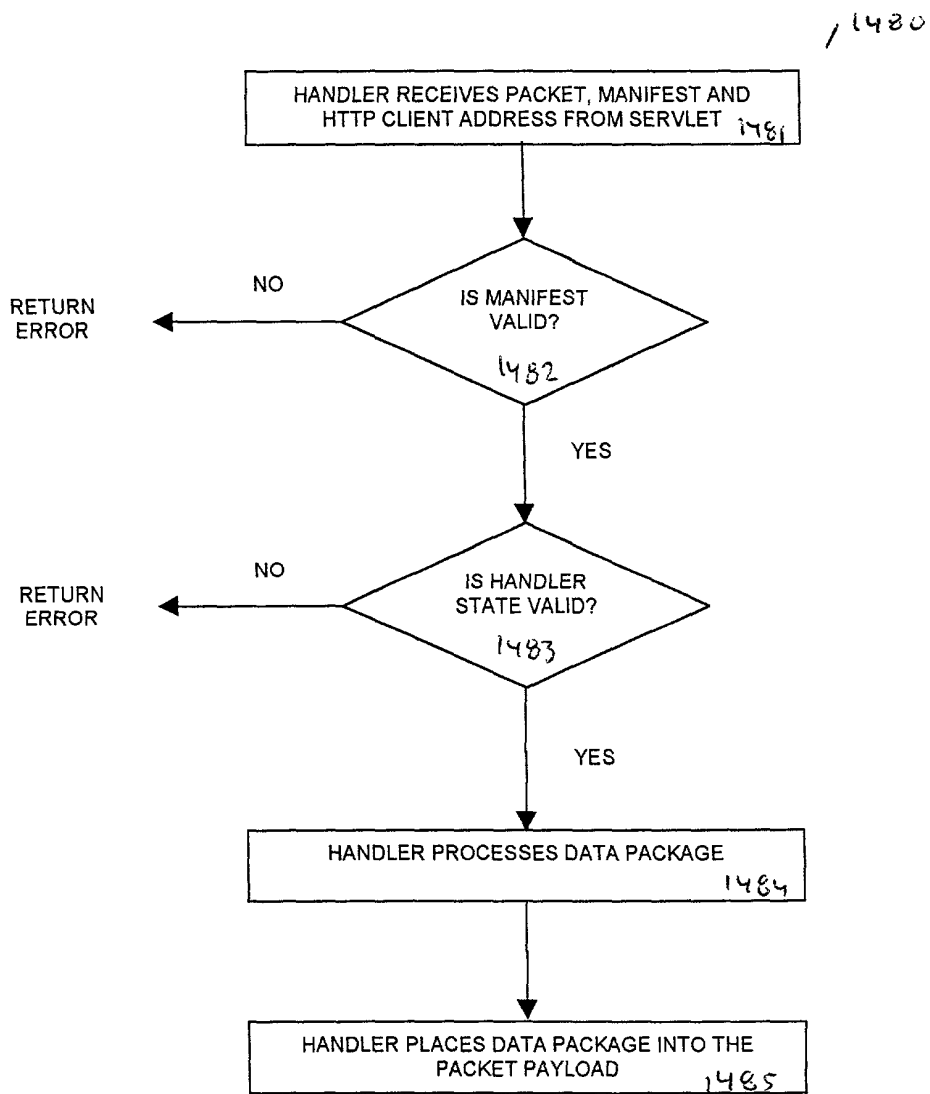 1480
HANDLER RECEIVES PACKET, MANIFEST AND
HTTP CLIENT ADDRESS FROM SERVLET
1481
NO
IS MANIFEST
VALID?
RETURN
ERROR
1482
YES
NO
IS HANDLER
STATE VALID?
RETURN
ERROR
1483
YES
HANDLER PROCESSES DATA PACKAGE
1484
HANDLER PLACES DATA PACKAGE INTO THE
PACKET PAYLOAD
1485